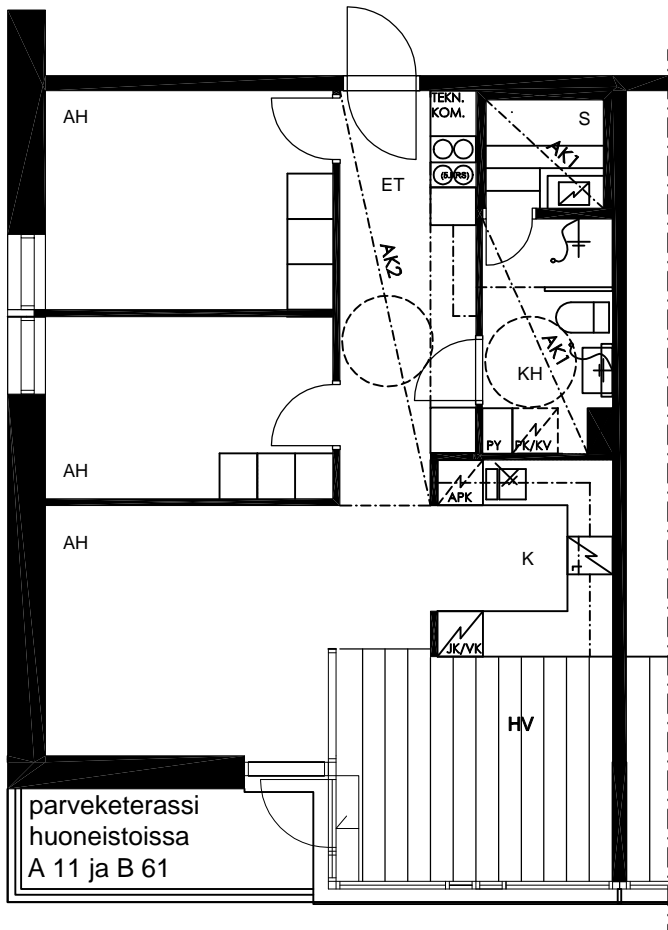 AH
TEKN.
KOM.
S
AK1
ET
AK2
AK1
KH
AH
PY
PK/KV
APK
AH
K
JK/VK
HV
parveketerassi
huoneistoissa
A 11 ja B 61